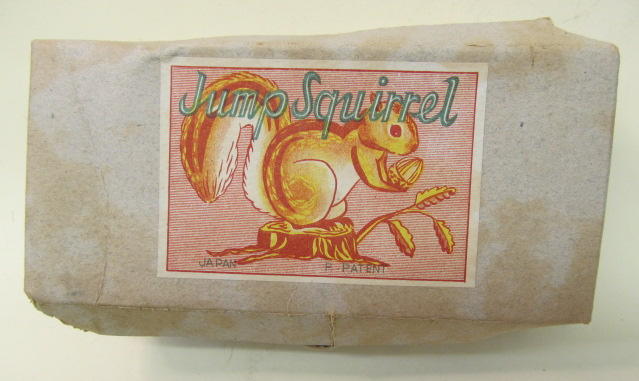 Jump Squirrel
JAPAN P. PATENT